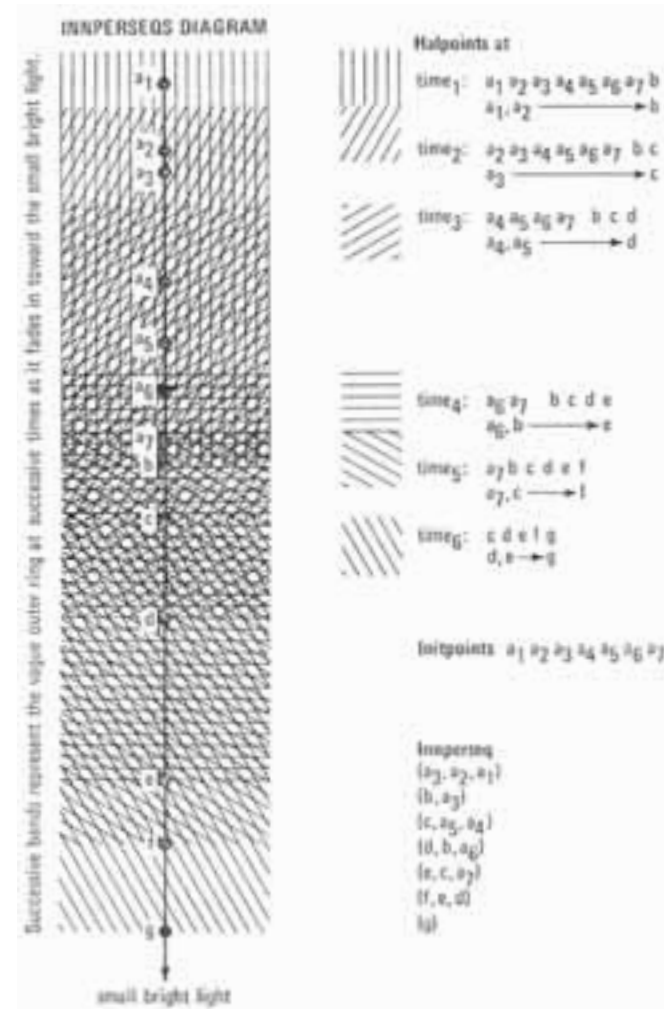 INNPERSEQS DIAGRAM
Successive bands represent the vague outer ring at successive times as it fades in toward the small bright light.
a1
a2
a3
a4
a5
a6
a7
b
c
d
e
f
g
small bright light
Halpoints at
time1: a1 a2 a3 a4 a5 a6 a7 b
a1, a2 → b
time2: a2 a3 a4 a5 a6 a7 b c
a3 → c
time3: a4 a5 a6 a7 b c d
a4, a5 → d
time4: a6 a7 b c d e
a6, b → e
time5: a7 b c d e f
a7, c → f
time6: c d e f g
d, e → g
Initpoints a1 a2 a3 a4 a5 a6 a7
Innperseq
(a3, a2, a1)
(b, a3)
(c, a5, a4)
(d, b, a6)
(e, c, a7)
(f, e, d)
(g)